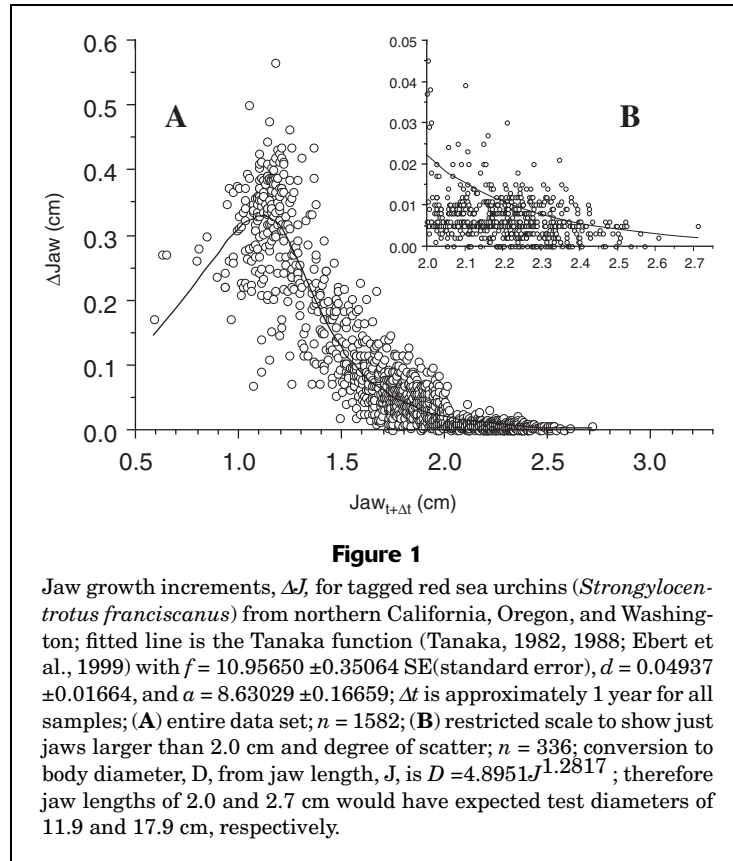 0.6
0.5
0.4
0.3
0.2
0.1
0.0
ΔJaw (cm)
A
0.05
0.04
0.03
0.02
0.01
0.00
B
2.0 2.1 2.2 2.3 2.4 2.5 2.6 2.7
0.5 1.0 1.5 2.0 2.5 3.0
Jaw t+Δt (cm)
Figure 1
Jaw growth increments, ΔJ, for tagged red sea urchins (Strongylocen-
trotus franciscanus) from northern California, Oregon, and Washing-
ton; fitted line is the Tanaka function (Tanaka, 1982, 1988; Ebert et
al., 1999) with f = 10.95650 ±0.35064 SE(standard error), d = 0.04937
±0.01664, and a = 8.63029 ±0.16659; Δt is approximately 1 year for all
samples; (A) entire data set; n = 1582; (B) restricted scale to show just
jaws larger than 2.0 cm and degree of scatter; n = 336; conversion to
body diameter, D, from jaw length, J, is D =4.8951J^1.2817 ; therefore
jaw lengths of 2.0 and 2.7 cm would have expected test diameters of
11.9 and 17.9 cm, respectively.